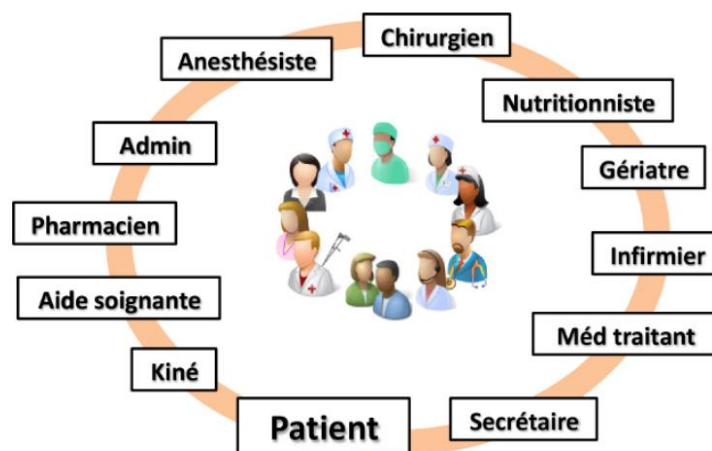 Chirurgien
Anesthésiste
Nutritionniste
Admin
Gériatre
Pharmacien
Infirmier
Aide soignante
Méd traitant
Kiné
Patient
Secrétaire